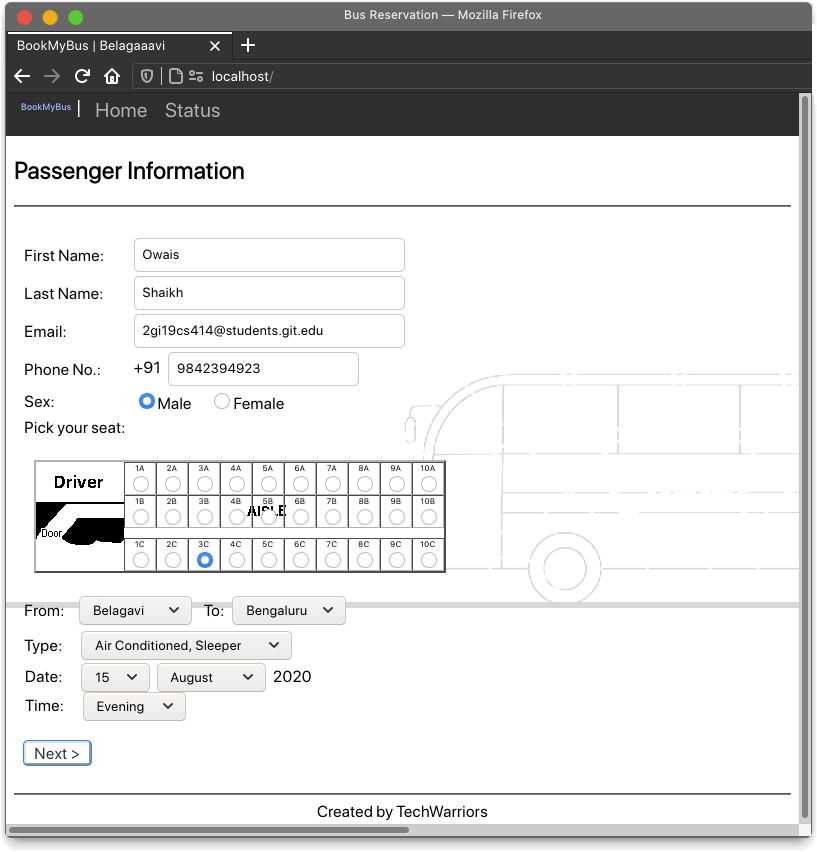 Bus Reservation — Mozilla Firefox
BookMyBus | Belagaaavi
localhost/
BookMyBus | Home Status
Passenger Information
First Name: Owais
Last Name: Shaikh
Email: 2gi19cs414@students.git.edu
Phone No.: +91 9842394923
Sex: Male Female
Pick your seat:
1A 2A 3A 4A 5A 6A 7A 8A 9A 10A
Driver
1B 2B 3B 4B 5B 6B 7B 8B 9B 10B
AISLE
Door
1C 2C 3C 4C 5C 6C 7C 8C 9C 10C
From: Belagavi To: Bengaluru
Type: Air Conditioned, Sleeper
Date: 15 August 2020
Time: Evening
Next >
Created by TechWarriors